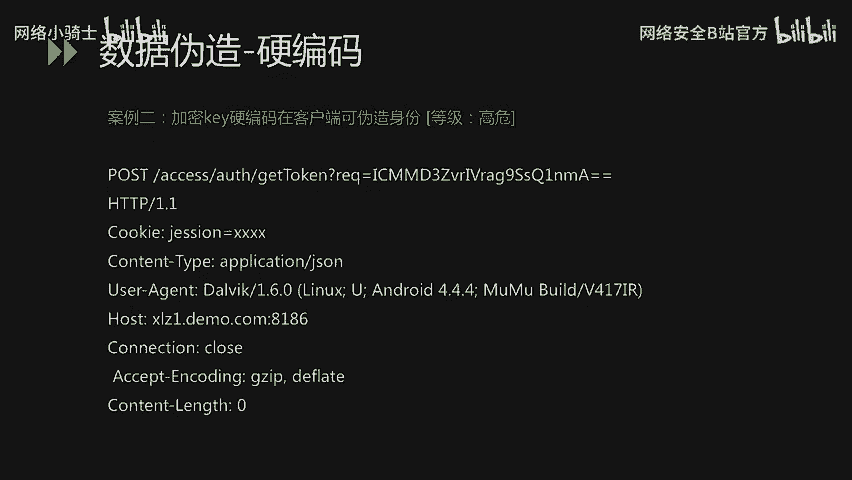 网络小骑士 bilibili
网络安全B站官方 bilibili
数据伪造-硬编码
案例二：加密key硬编码在客户端可伪造身份 [等级：高危]
POST /access/auth/getToken?req=ICMMD3ZvrIVrag9SsQ1nmA==
HTTP/1.1
Cookie: jession=xxxx
Content-Type: application/json
User-Agent: Dalvik/1.6.0 (Linux; U; Android 4.4.4; MuMu Build/V417IR)
Host: xlz1.demo.com:8186
Connection: close
Accept-Encoding: gzip, deflate
Content-Length: 0